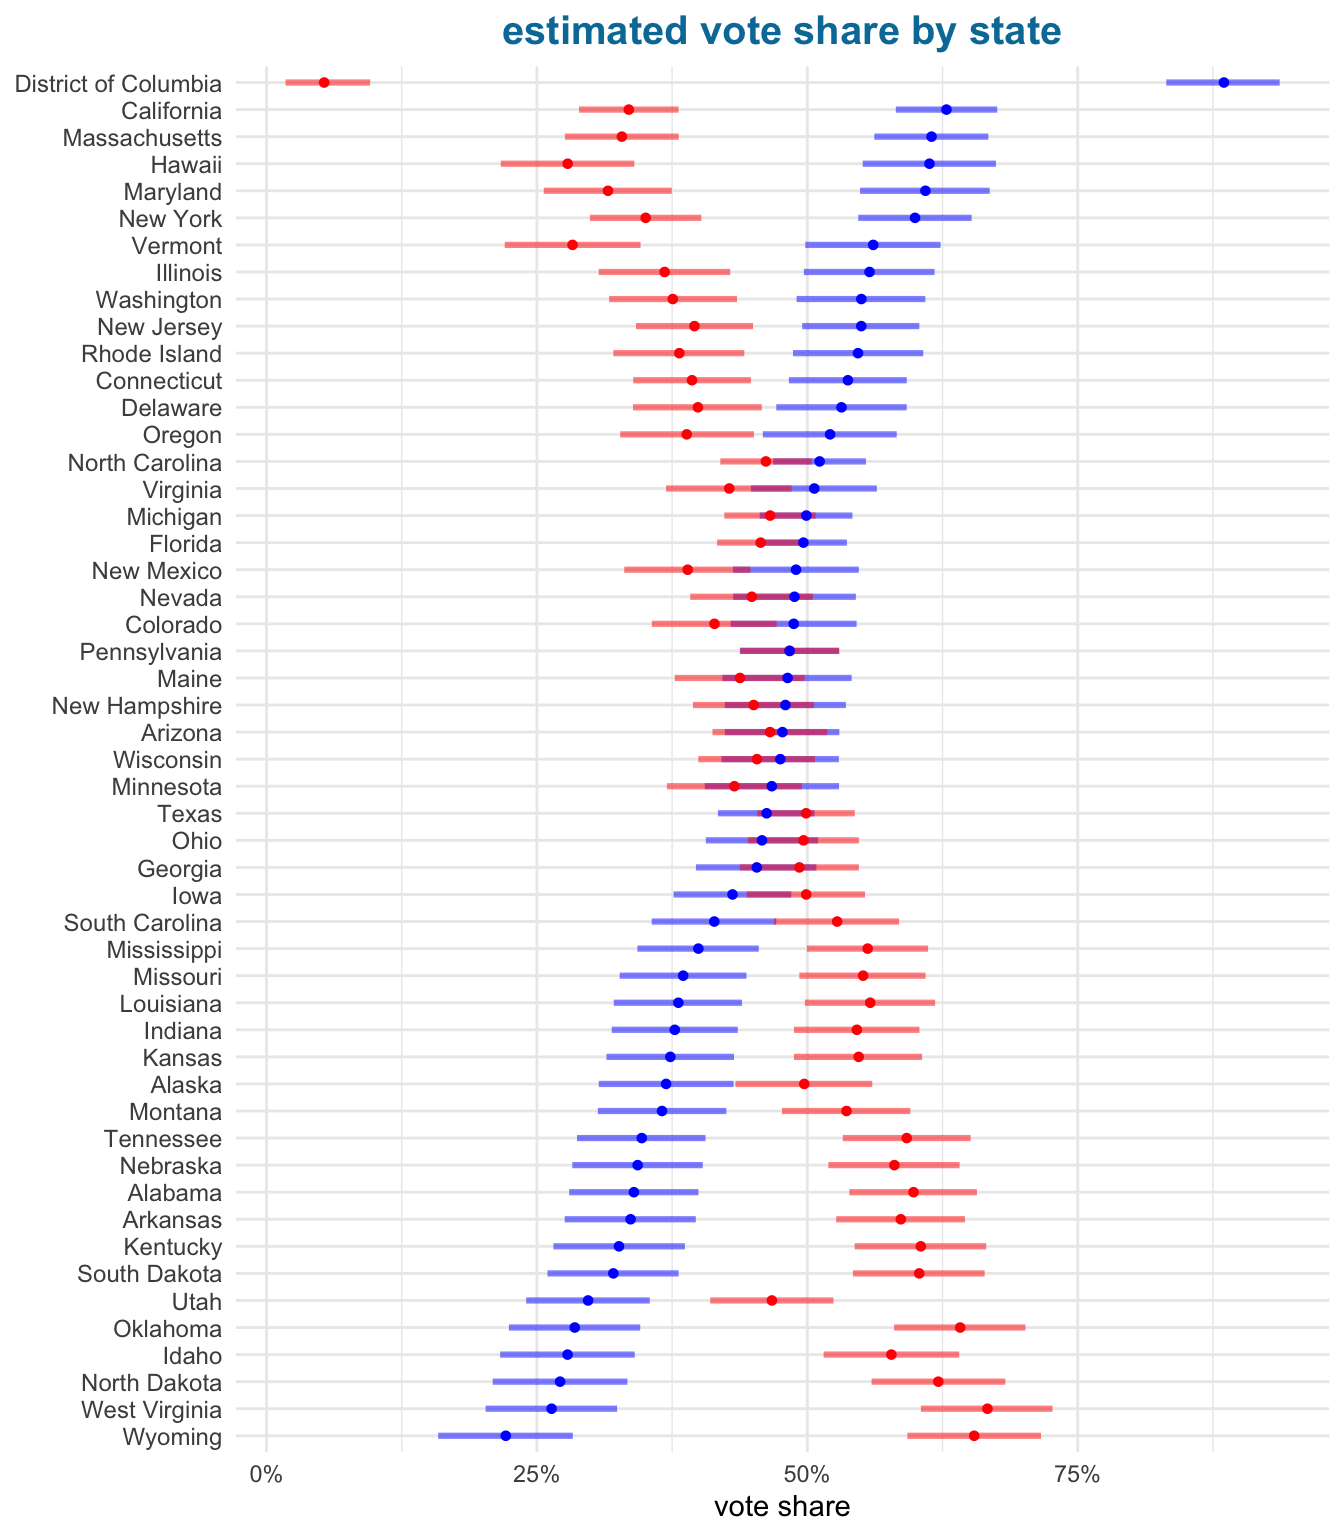 estimated vote share by state
District of Columbia
California
Massachusetts
Hawaii
Maryland
New York
Vermont
Illinois
Washington
New Jersey
Rhode Island
Connecticut
Delaware
Oregon
North Carolina
Virginia
Michigan
Florida
New Mexico
Nevada
Colorado
Pennsylvania
Maine
New Hampshire
Arizona
Wisconsin
Minnesota
Texas
Ohio
Georgia
Iowa
South Carolina
Mississippi
Missouri
Louisiana
Indiana
Kansas
Alaska
Montana
Tennessee
Nebraska
Alabama
Arkansas
Kentucky
South Dakota
Utah
Oklahoma
Idaho
North Dakota
West Virginia
Wyoming
0% 25% 50% 75%
vote share